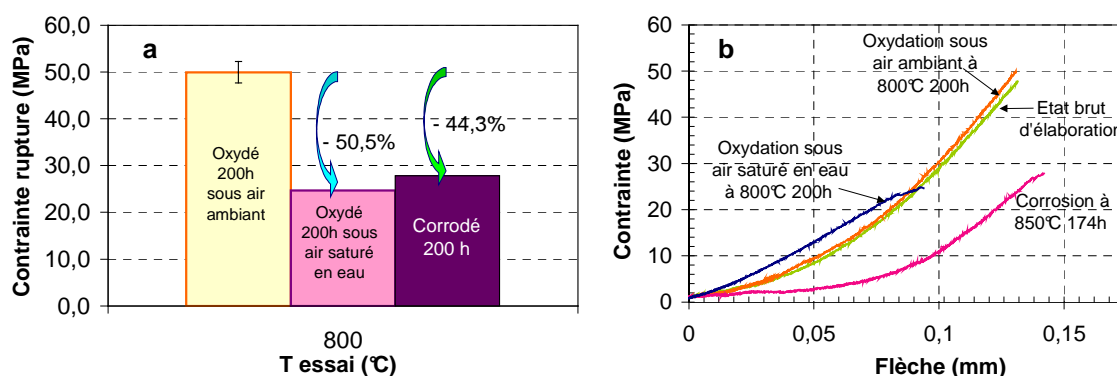 a
Contrainte rupture (MPa)
60,0
50,0
40,0
30,0
20,0
10,0
0,0
Oxydé
200h
sous air
ambiant
- 50,5%
- 44,3%
Oxydé
200h sous
air saturé
en eau
Corrodé
200 h
800
T essai (°C)
b
Contrainte (MPa)
60
50
40
30
20
10
0
Oxydation sous
air ambiant à
800°C 200h
Etat brut
d'élaboration
Oxydation sous
air saturé en eau
à 800°C 200h
Corrosion à
850°C 174h
0
0,05
0,1
0,15
Flèche (mm)